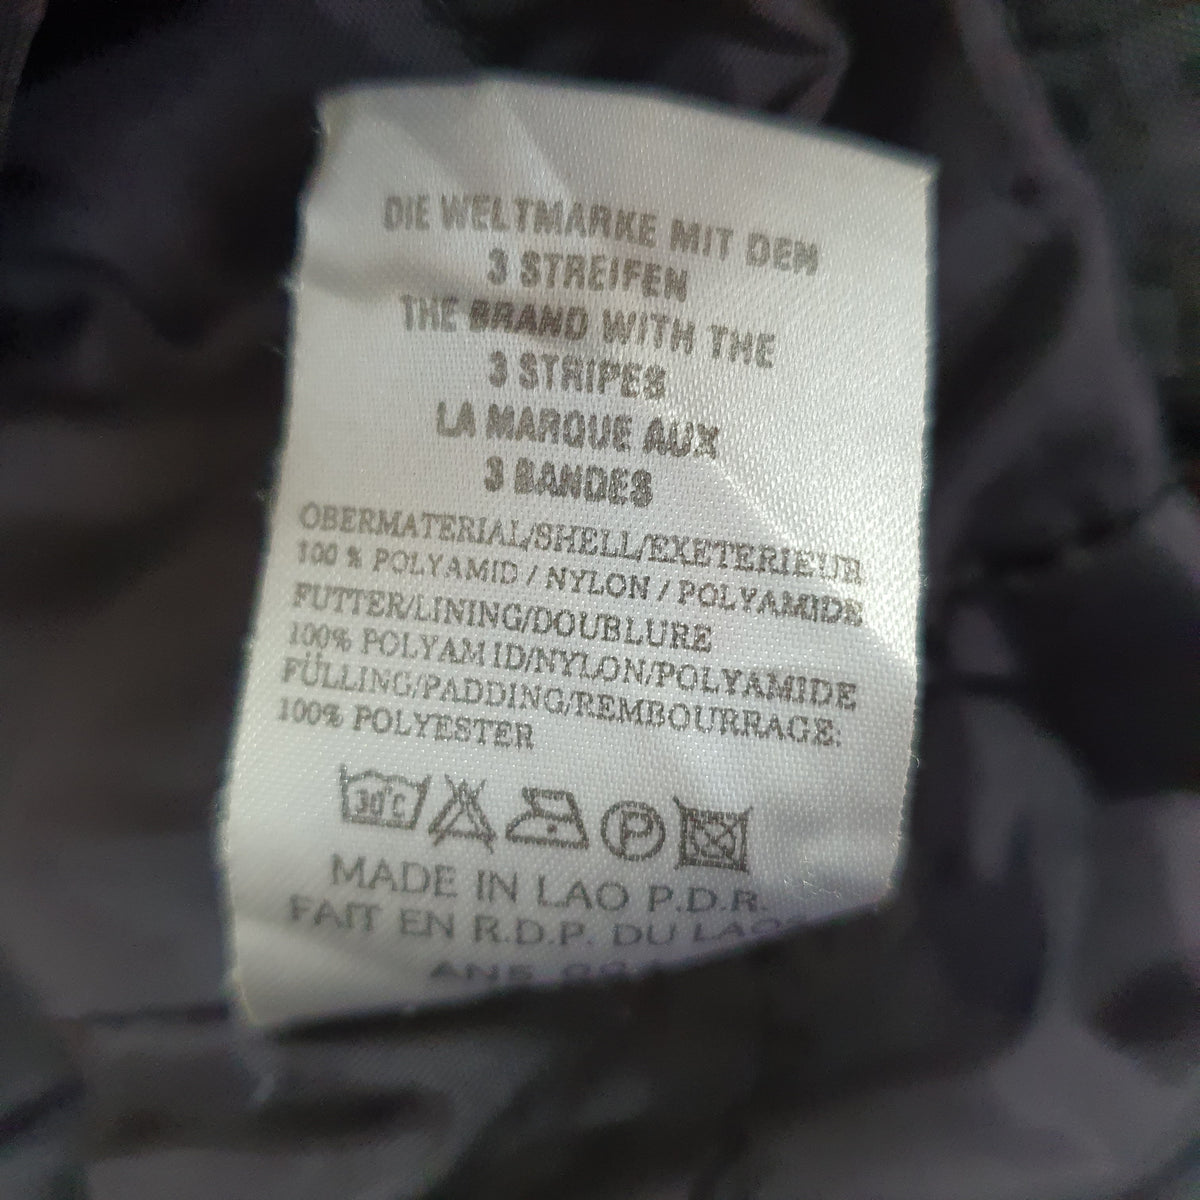 DIE WELTMARKE MIT DEN
3 STREIFEN
THE BRAND WITH THE
3 STRIPES
LA MARQUE AUX
3 BANDES
OBERMATERIAL/SHELL/EXETERIEUR
100 % POLYAMID / NYLON / POLYAMIDE
FUTTER/LINING/DOUBLURE
100% POLYAMID/NYLON/POLYAMIDE
FÜLLING/PADDING/REMBOURRAGE:
100% POLYESTER
30°C P
MADE IN LAO P.D.R.
FAIT EN R.D.P. DU LAOS